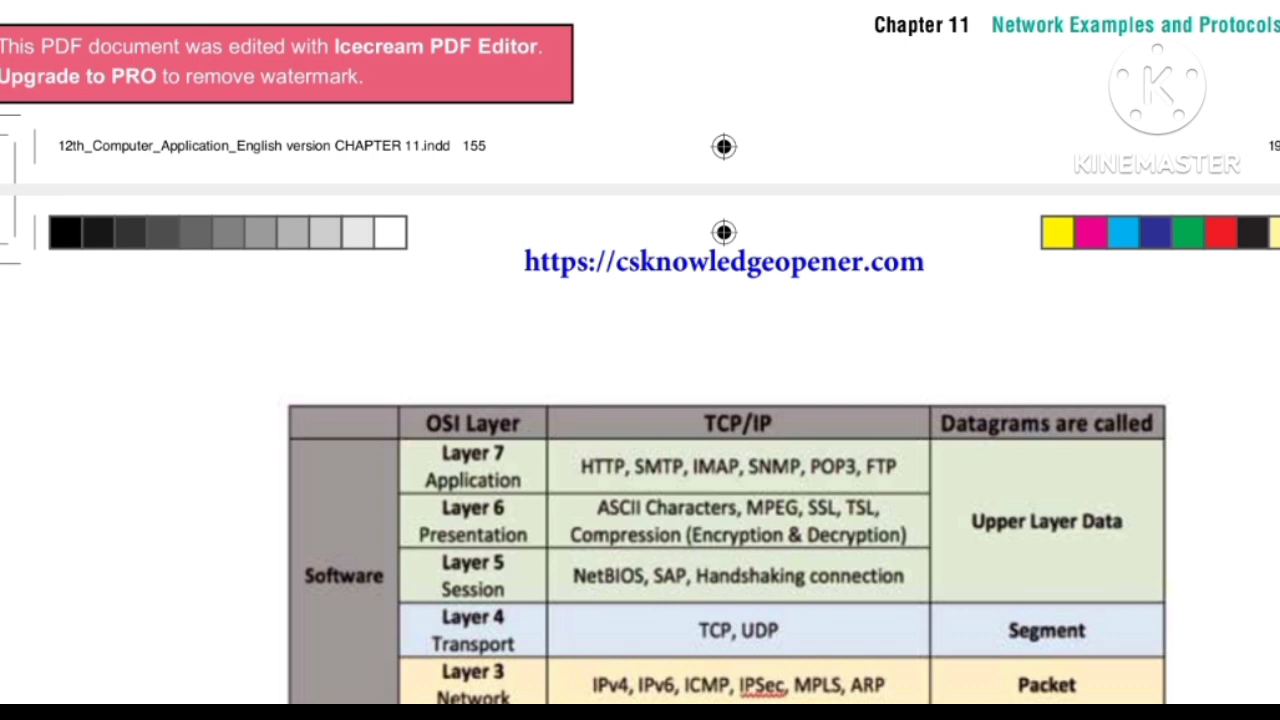 Chapter 11 Network Examples and Protocols
This PDF document was edited with Icecream PDF Editor.
Upgrade to PRO to remove watermark.
K
KINEMASTER
12th_Computer_Application_English version CHAPTER 11.indd 155
19
https://csknowledgeopener.com
OSI Layer TCP/IP Datagrams are called
Software
Layer 7
Application
HTTP, SMTP, IMAP, SNMP, POP3, FTP
Upper Layer Data
Layer 6
Presentation
ASCII Characters, MPEG, SSL, TSL,
Compression (Encryption & Decryption)
Layer 5
Session
NetBIOS, SAP, Handshaking connection
Layer 4
Transport
TCP, UDP
Segment
Layer 3
Network
IPv4, IPv6, ICMP, IPSec, MPLS, ARP
Packet